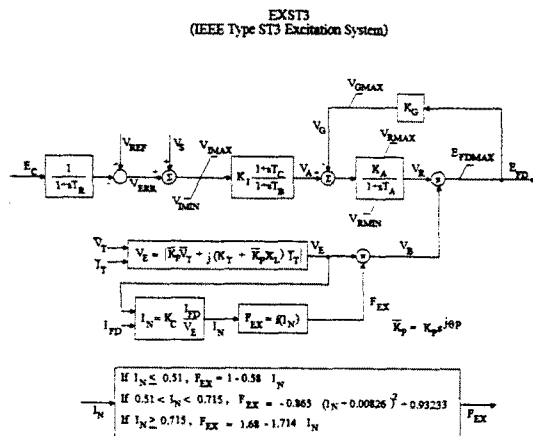 EXST3
(IEEE Type ST3 Excitation System)
V_GMAX
K_G
V_REF
V_S
V_IMAX
V_G
V_RMAX
E_FDMAX
E_C
1
1+sT_R
V_ERR
Σ
K_J 1+sT_C
1+sT_B
V_A
Σ
K_A
1+sT_A
V_R
E_FD
V_IMIN
V_RMIN
V̅_T
I̅_T
V_E = |K̅_P V̅_T + j (K_I + K̅_P X_L) I̅_T|
V_E
V_B
I_FD
I_N = K_C I_FD
V_E
I_N
F_EX = f(I_N)
F_EX
K̅_P = K_P e^jθP
If I_N ≤ 0.51, F_EX = 1 - 0.58 I_N
If 0.51 < I_N < 0.715, F_EX = -0.865 (I_N + 0.00826)² + 0.93233
If I_N ≥ 0.715, F_EX = 1.68 - 1.714 I_N
I_N
F_EX